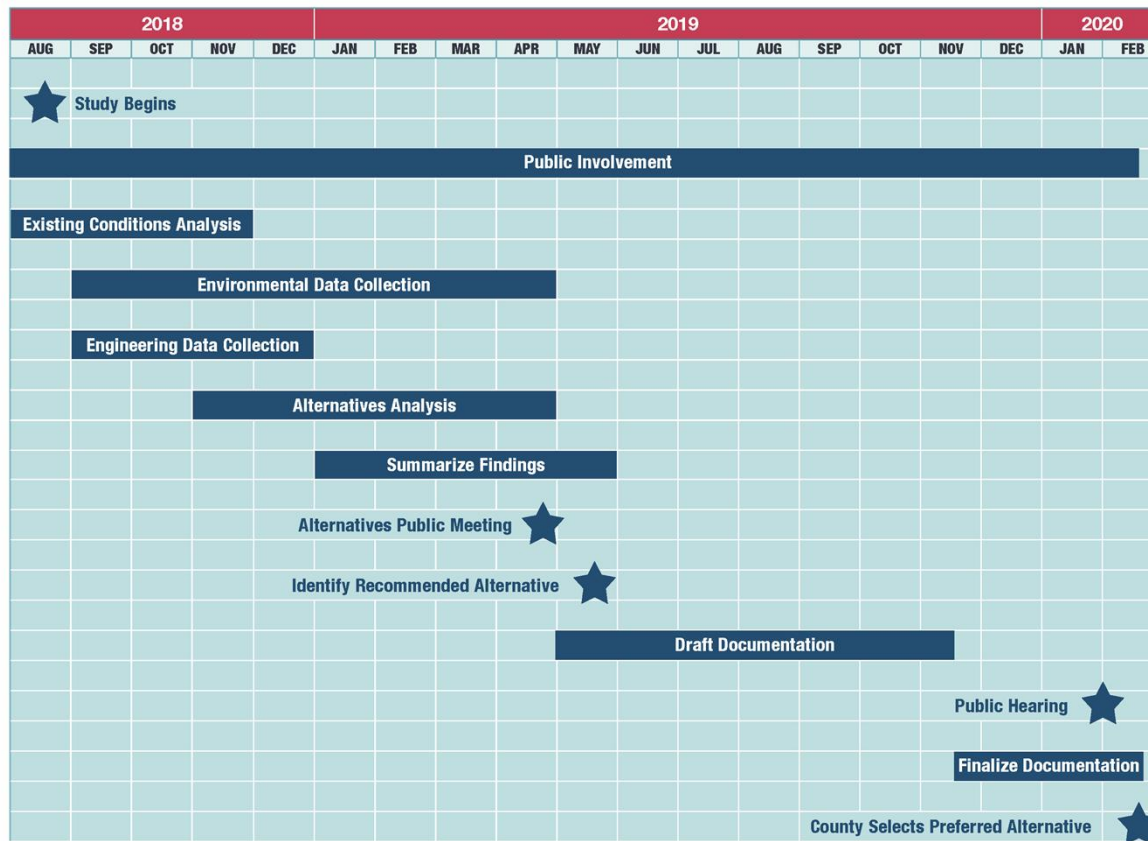 2018 2019 2020
AUG SEP OCT NOV DEC JAN FEB MAR APR MAY JUN JUL AUG SEP OCT NOV DEC JAN FEB
Study Begins
Public Involvement
Existing Conditions Analysis
Environmental Data Collection
Engineering Data Collection
Alternatives Analysis
Summarize Findings
Alternatives Public Meeting
Identify Recommended Alternative
Draft Documentation
Public Hearing
Finalize Documentation
County Selects Preferred Alternative